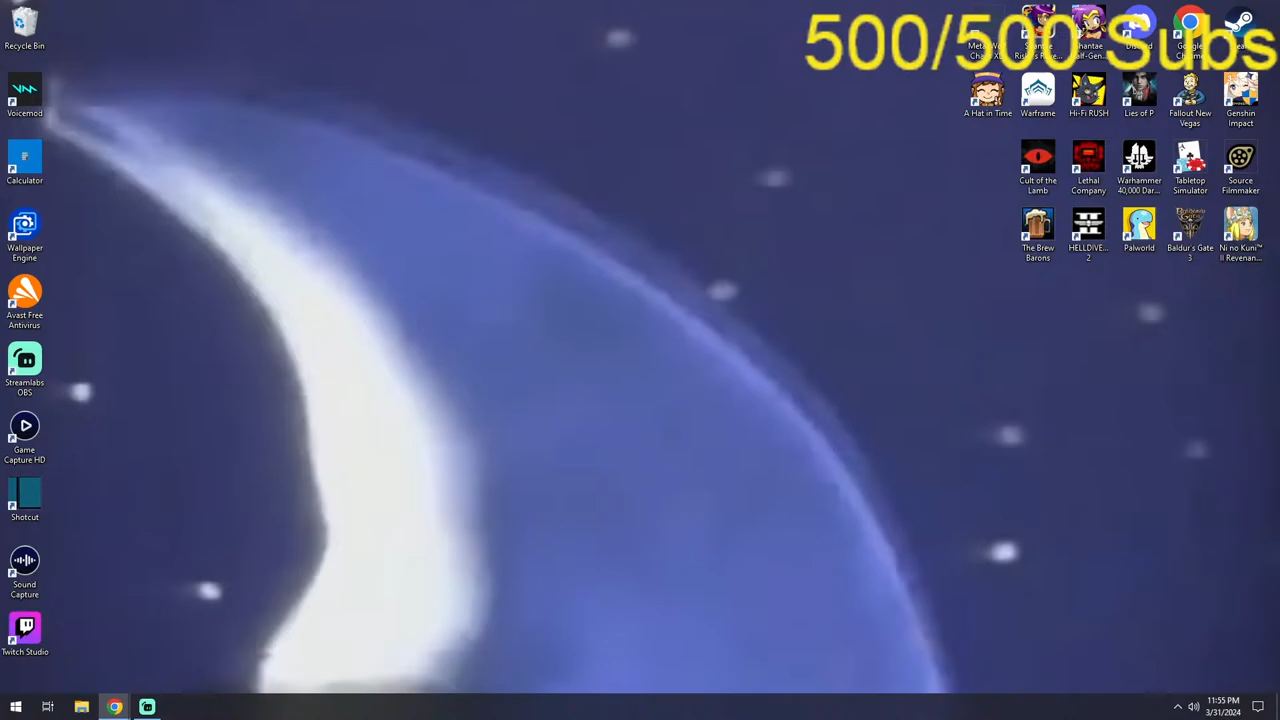 500/500 Subs
Recycle Bin
Voicemod
Calculator
Wallpaper
Engine
Avast Free
Antivirus
Streamlabs
OBS
Game
Capture HD
Shotcut
Sound
Capture
Twitch Studio
Discord
Google
A Hat in Time
Warframe
Hi-Fi RUSH
Lies of P
Fallout New
Vegas
Genshin
Impact
Cult of the
Lamb
Lethal
Company
Warhammer
40,000 Dar...
Tabletop
Simulator
Source
Filmmaker
The Brew
Barons
HELLDIVE...
2
Palworld
Baldur's Gate
3
Ni no Kuni™
II Revenan...
11:55 PM
3/31/2024